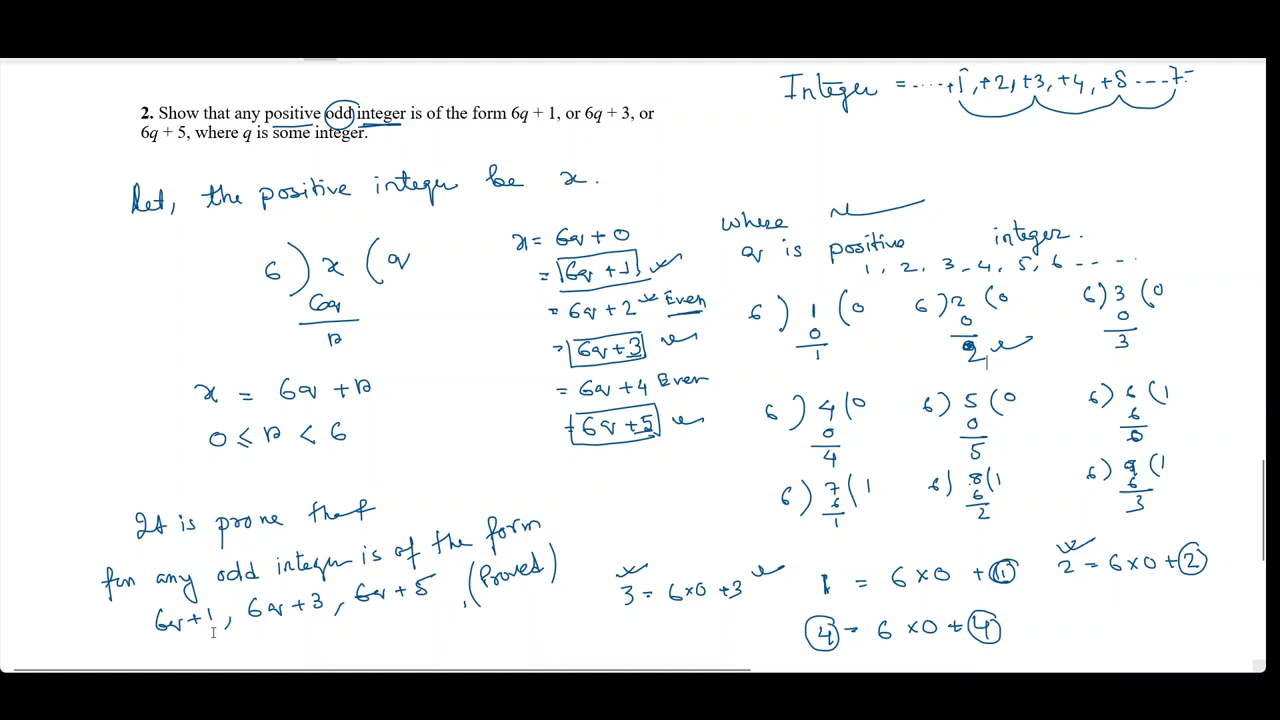 Integer = ....,+1,+2,+3,+4,+5...7
2. Show that any positive odd integer is of the form 6q + 1, or 6q + 3, or
6q + 5, where q is some integer.
Let, the positive integer be x.
6 ) x ( q
6q
r
x = 6q + r
0 ≤ r < 6
x = 6q + 0
= 6q + 1
= 6q + 2 Even
= 6q + 3
= 6q + 4 Even
= 6q + 5
where
q is positive integer.
1, 2, 3, 4, 5, 6 ....
6 ) 1 ( 0
0
1
6 ) 2 ( 0
0
2
6 ) 3 ( 0
0
3
6 ) 4 ( 0
0
4
6 ) 5 ( 0
0
5
6 ) 6 ( 1
6
0
6 ) 7 ( 1
6
1
6 ) 8 ( 1
6
2
6 ) 9 ( 1
6
3
It is prone that
for any odd integer is of the form
6q+1, 6q+3, 6q+5, (Proved)
3 = 6×0 +3
1 = 6×0 + 1
2 = 6×0 + 2
4 = 6×0 + 4